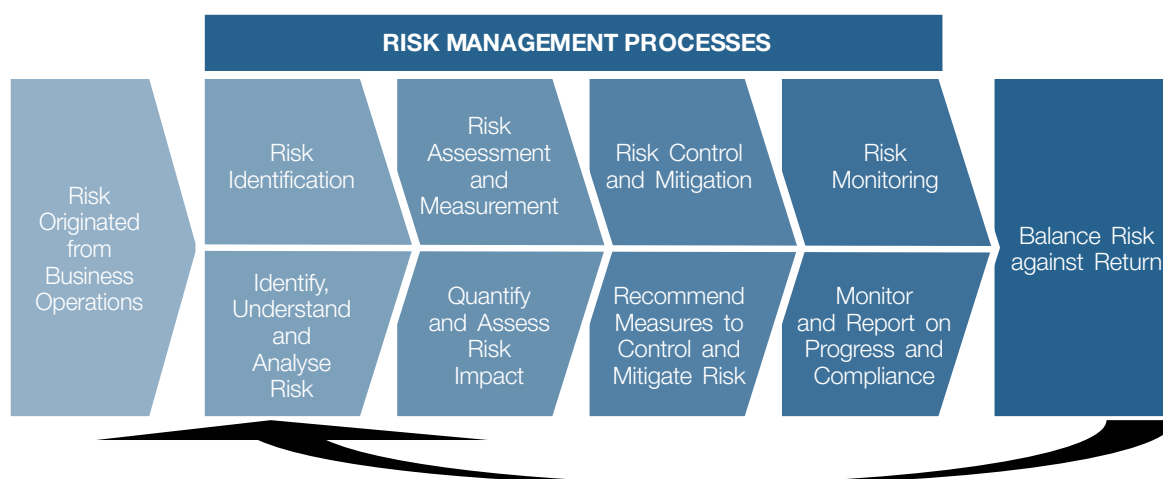 RISK MANAGEMENT PROCESSES
Risk
Originated
from
Business
Operations
Risk
Identification
Identify,
Understand
and
Analyse
Risk
Risk
Assessment
and
Measurement
Quantify
and Assess
Risk
Impact
Risk Control
and Mitigation
Recommend
Measures to
Control and
Mitigate Risk
Risk
Monitoring
Monitor
and Report on
Progress and
Compliance
Balance Risk
against Return